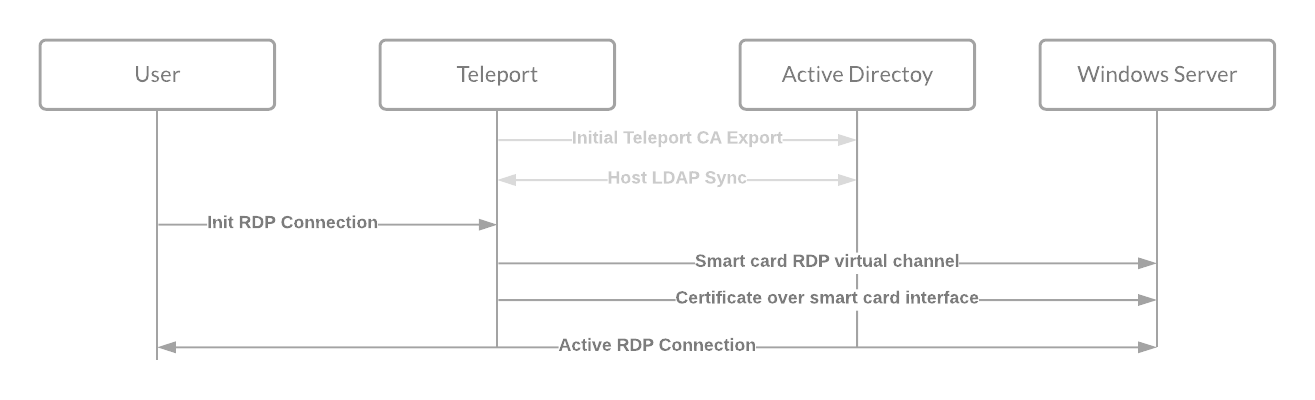 User
Teleport
Active Directoy
Windows Server
Initial Teleport CA Export
Host LDAP Sync
Init RDP Connection
Smart card RDP virtual channel
Certificate over smart card interface
Active RDP Connection